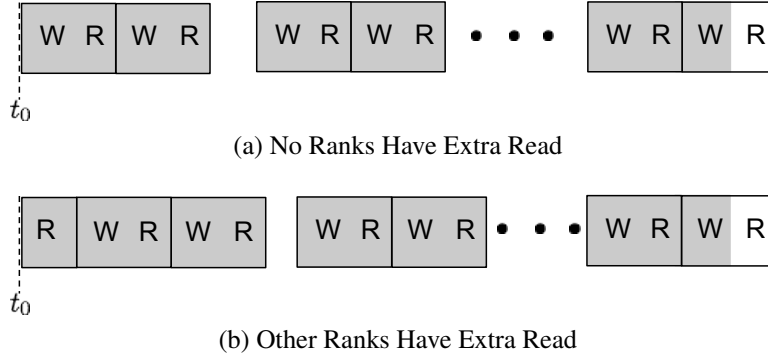 W R W R W R W R W R W R
t₀
(a) No Ranks Have Extra Read
R W R W R W R W R W R W R
t₀
(b) Other Ranks Have Extra Read